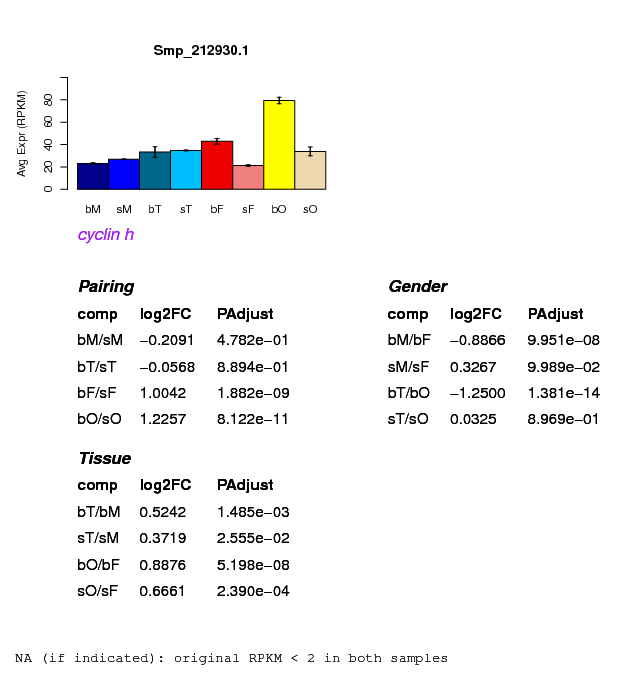 Smp_212930.1
Avg Expr (RPKM)
0 20 40 60 80
bM sM bT sT bF sF bO sO
cyclin h
Pairing
comp log2FC PAdjust
bM/sM −0.2091 4.782e−01
bT/sT −0.0568 8.894e−01
bF/sF 1.0042 1.882e−09
bO/sO 1.2257 8.122e−11
Gender
comp log2FC PAdjust
bM/bF −0.8866 9.951e−08
sM/sF 0.3267 9.989e−02
bT/bO −1.2500 1.381e−14
sT/sO 0.0325 8.969e−01
Tissue
comp log2FC PAdjust
bT/bM 0.5242 1.485e−03
sT/sM 0.3719 2.555e−02
bO/bF 0.8876 5.198e−08
sO/sF 0.6661 2.390e−04
NA (if indicated): original RPKM < 2 in both samples